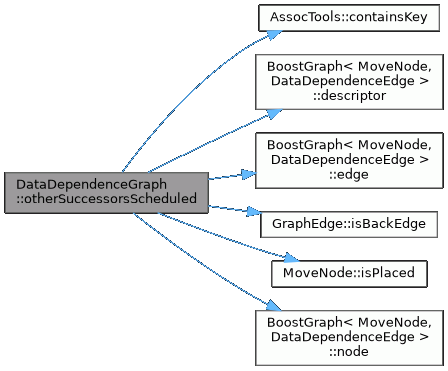 AssocTools::containsKey
BoostGraph< MoveNode,
DataDependenceEdge >
::descriptor
BoostGraph< MoveNode,
DataDependenceEdge >
::edge
DataDependenceGraph
::otherSuccessorsScheduled
GraphEdge::isBackEdge
MoveNode::isPlaced
BoostGraph< MoveNode,
DataDependenceEdge >
::node